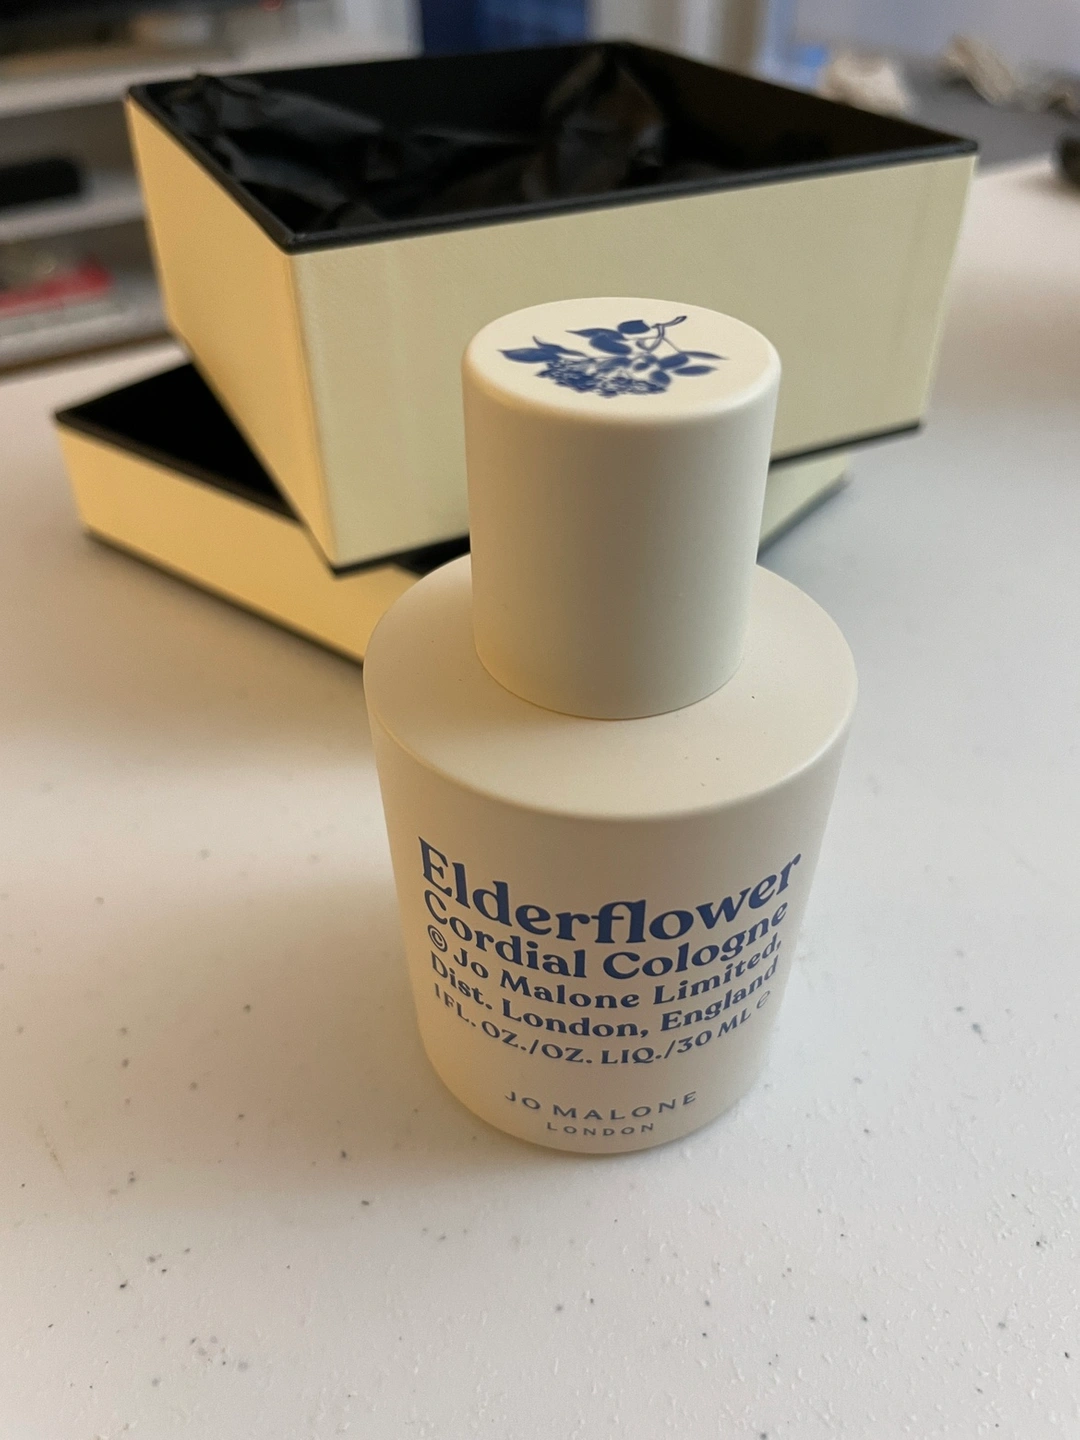 Elderflower
Cordial Cologne
© Jo Malone Limited,
Dist. London, England
1 FL. OZ./OZ. LIQ./30 ML ℮
JO MALONE
LONDON